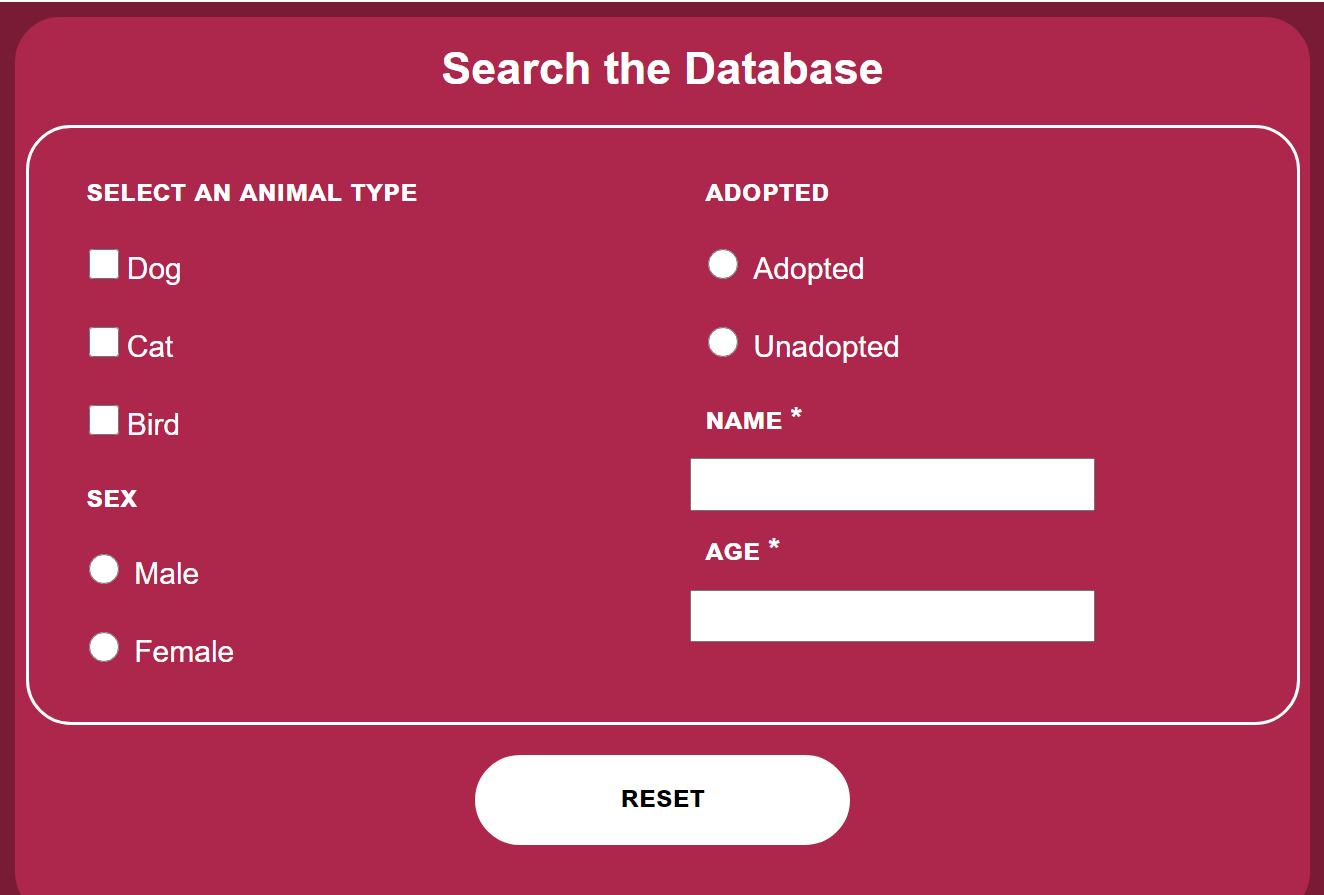 Search the Database
SELECT AN ANIMAL TYPE
Dog
Cat
Bird
SEX
Male
Female
ADOPTED
Adopted
Unadopted
NAME *
AGE *
RESET